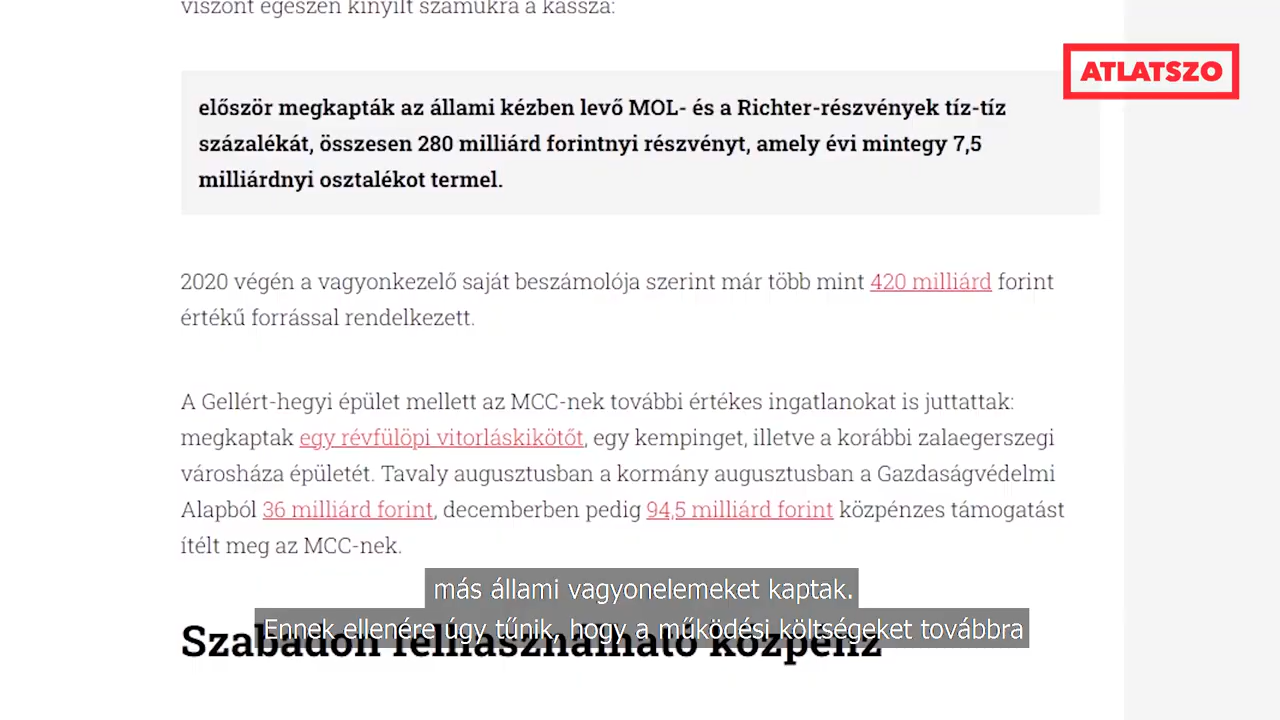 viszont egészen kinyílt számukra a kassza:
ATLATSZO
először megkapták az állami kézben levő MOL- és a Richter-részvények tíz-tíz
százalékát, összesen 280 milliárd forintnyi részvényt, amely évi mintegy 7,5
milliárdnyi osztalékot termel.
2020 végén a vagyonkezelő saját beszámolója szerint már több mint 420 milliárd forint
értékű forrással rendelkezett.
A Gellért-hegyi épület mellett az MCC-nek további értékes ingatlanokat is juttattak:
megkaptak egy révfülöpi vitorláskikötőt, egy kempinget, illetve a korábbi zalaegerszegi
városháza épületét. Tavaly augusztusban a kormány augusztusban a Gazdaságvédelmi
Alapból 36 milliárd forint, decemberben pedig 94,5 milliárd forint közpénzes támogatást
ítélt meg az MCC-nek.
más állami vagyonelemeket kaptak.
Ennek ellenére úgy tűnik, hogy a működési költségeket továbbra
Szabadon felhasználható közpénz